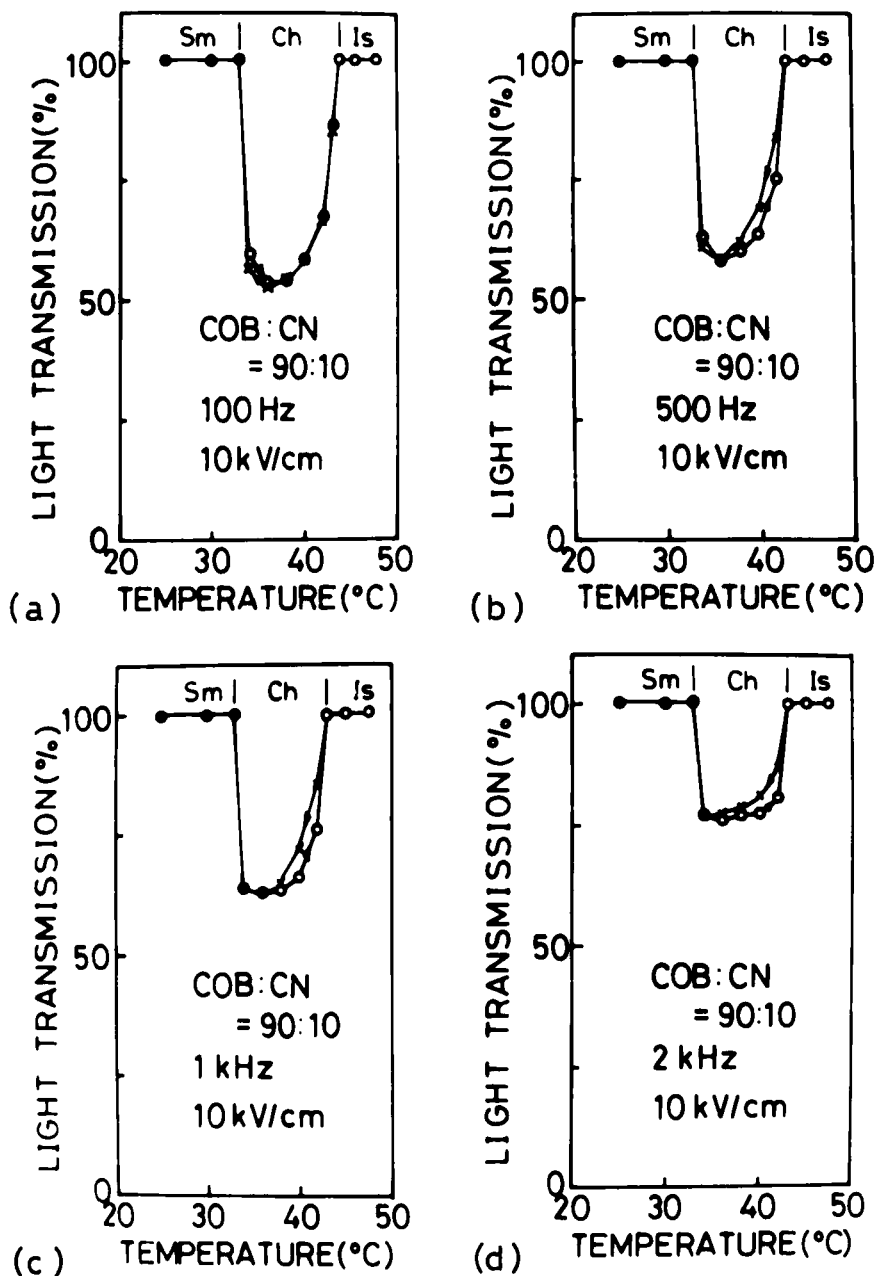 Sm | Ch | Is
100
50
0
20 30 40 50
LIGHT TRANSMISSION(%)
COB:CN
= 90:10
100 Hz
10kV/cm
(a) TEMPERATURE(°C)
Sm | Ch | Is
100
50
0
20 30 40 50
LIGHT TRANSMISSION(%)
COB:CN
= 90:10
500 Hz
10kV/cm
(b) TEMPERATURE(°C)
Sm | Ch | Is
100
50
0
20 30 40 50
LIGHT TRANSMISSION(%)
COB:CN
= 90:10
1 kHz
10 kV/cm
(c) TEMPERATURE(°C)
Sm | Ch | Is
100
50
0
20 30 40 50
LIGHT TRANSMISSION(%)
COB:CN
= 90:10
2 kHz
10 kV/cm
(d) TEMPERATURE(°C)